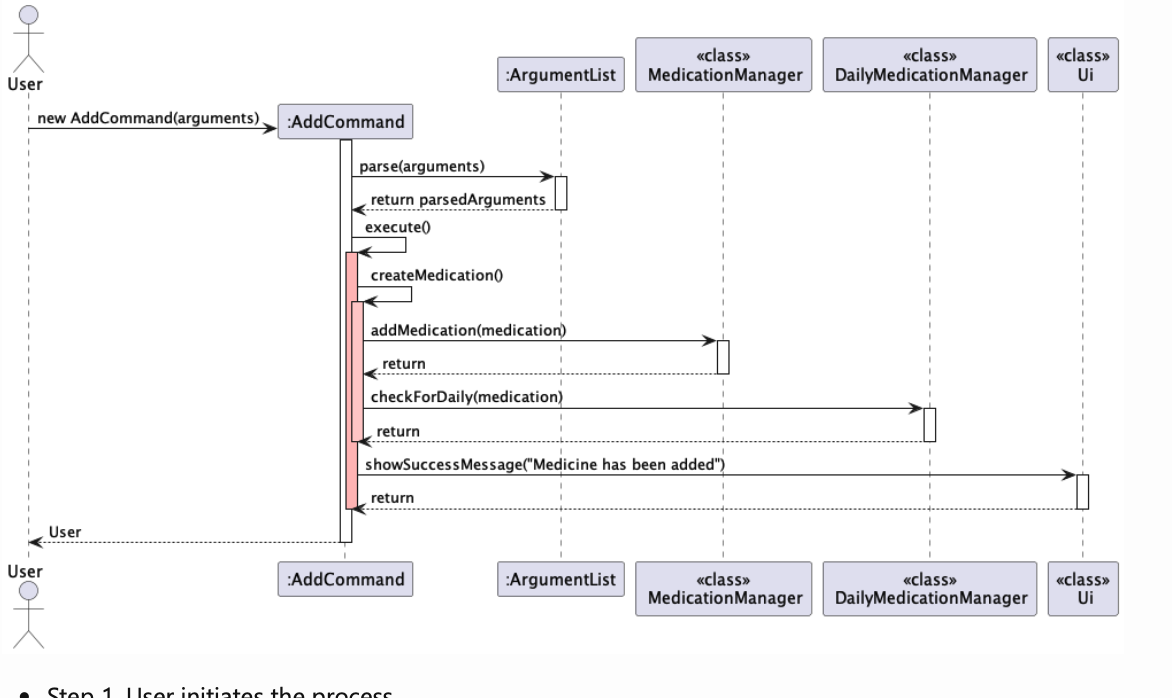 User
:ArgumentList
«class»
MedicationManager
«class»
DailyMedicationManager
«class»
Ui
new AddCommand(arguments)
:AddCommand
parse(arguments)
return parsedArguments
execute()
createMedication()
addMedication(medication)
return
checkForDaily(medication)
return
showSuccessMessage("Medicine has been added")
return
User
User
:AddCommand
:ArgumentList
«class»
MedicationManager
«class»
DailyMedicationManager
«class»
Ui
Step 1. User initiates the process